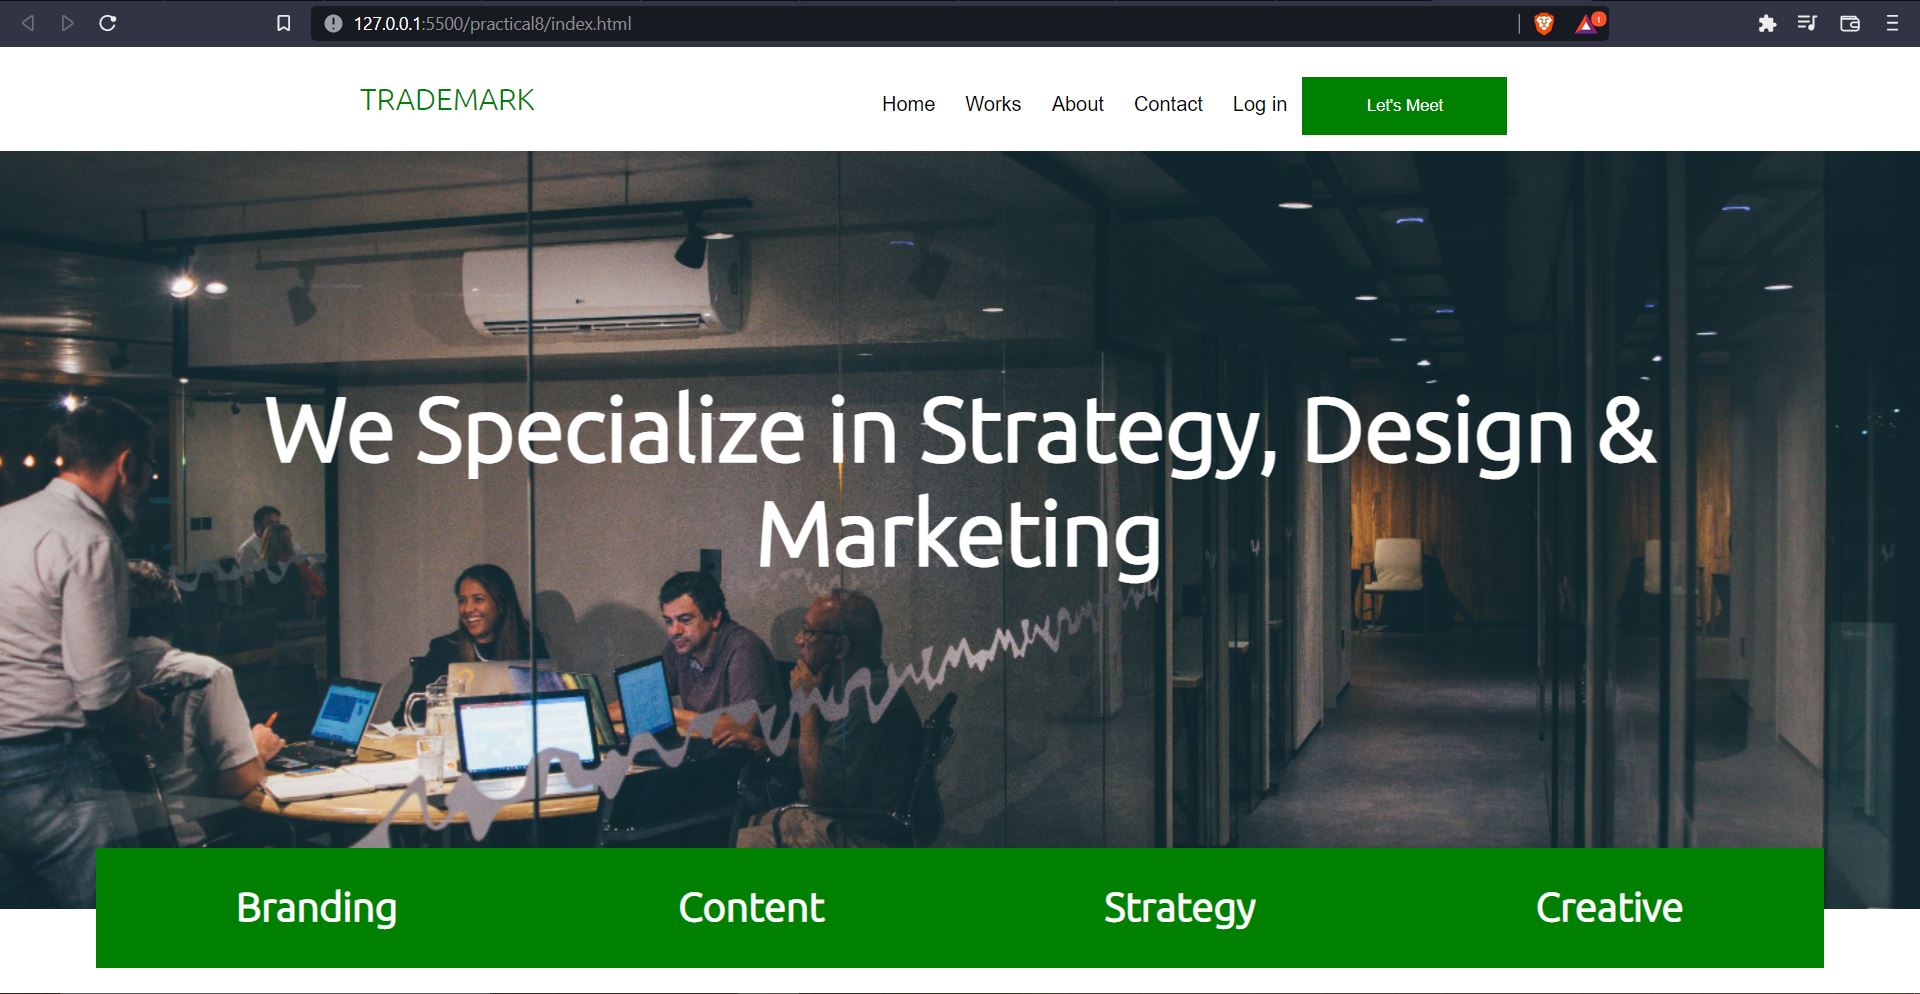 127.0.0.1:5500/practical8/index.html
1
TRADEMARK
Home Works About Contact Log in Let's Meet
We Specialize in Strategy, Design &
Marketing
Branding Content Strategy Creative